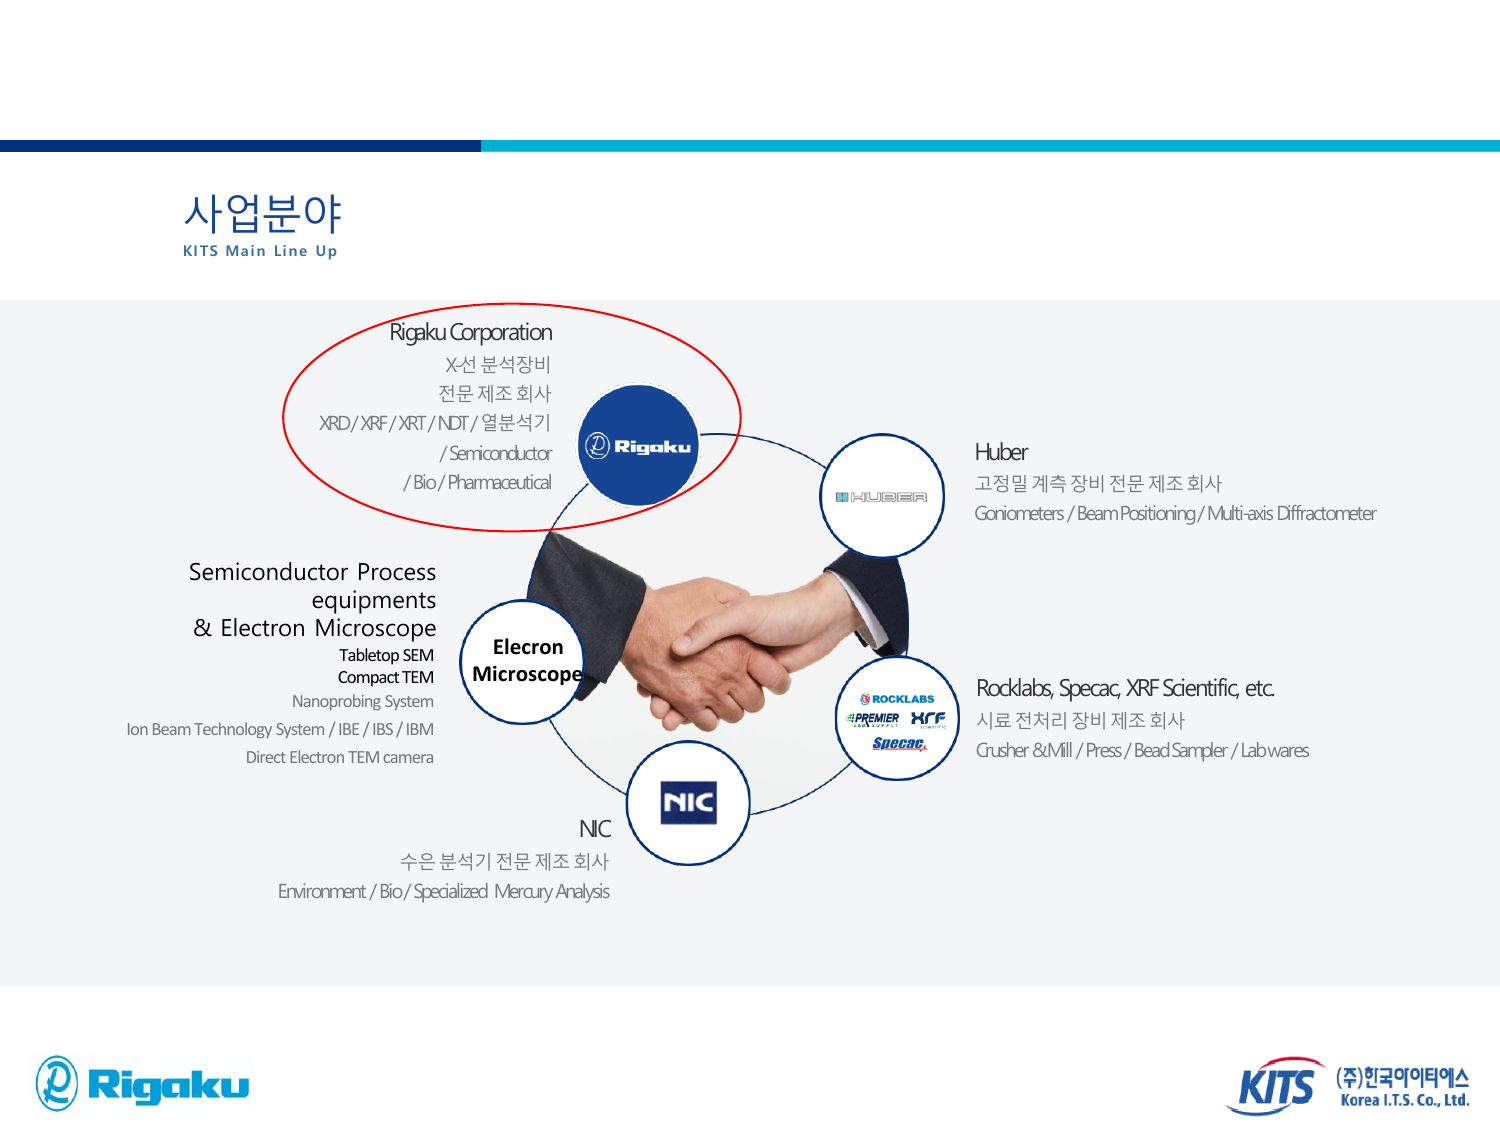 사업분야
KITS Main Line Up
Rigaku Corporation
X-선 분석장비
전문 제조 회사
XRD / XRF / XRT / NDT / 열분석기
/ Semiconductor
/ Bio / Pharmaceutical
Rigaku
HUBER
Huber
고정밀 계측 장비 전문 제조 회사
Goniometers / Beam Positioning / Multi-axis Diffractometer
Semiconductor Process
equipments
& Electron Microscope
Tabletop SEM
Compact TEM
Nanoprobing System
Ion Beam Technology System / IBE / IBS / IBM
Direct Electron TEM camera
Elecron
Microscope
ROCKLABS
PREMIER
LAB SUPPLY
XRF
SCIENTIFIC
Specac
Rocklabs, Specac, XRF Scientific, etc.
시료 전처리 장비 제조 회사
Crusher & Mill / Press / Bead Sampler / Lab wares
NIC
NIC
수은 분석기 전문 제조 회사
Environment / Bio / Specialized Mercury Analysis
Rigaku
KITS
(주)한국아이티에스
Korea I.T.S. Co., Ltd.